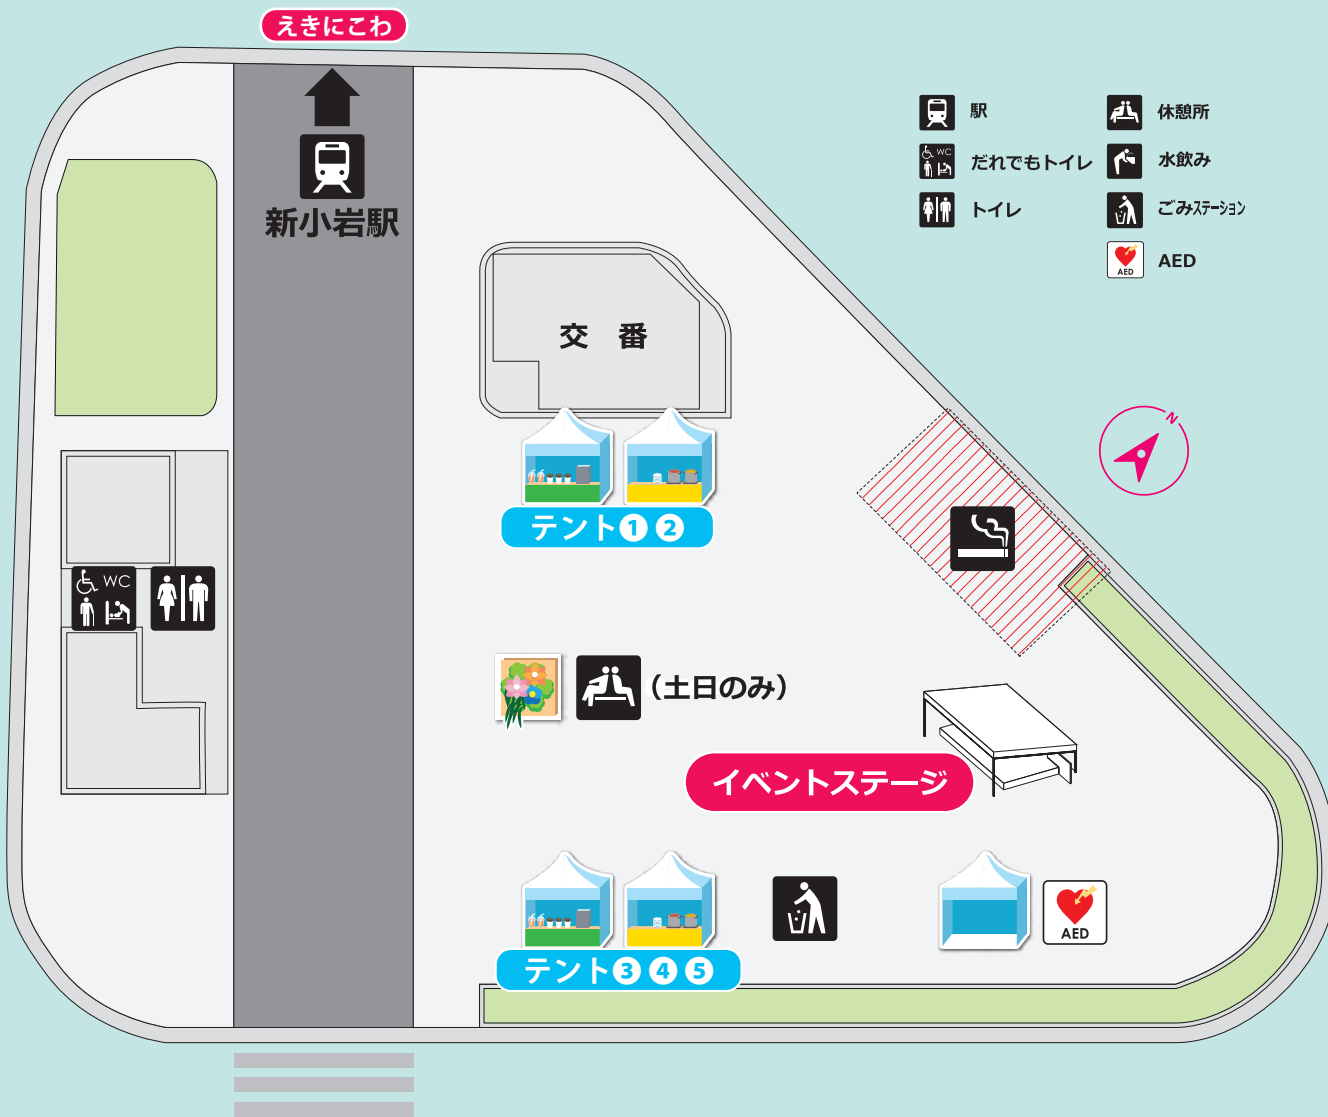 えきにこわ
新小岩駅
駅
だれでもトイレ
WC
トイレ
休憩所
水飲み
ごみステーション
AED
AED
交 番
N
テント❶❷
WC
(土日のみ)
イベントステージ
テント❸❹❺
AED